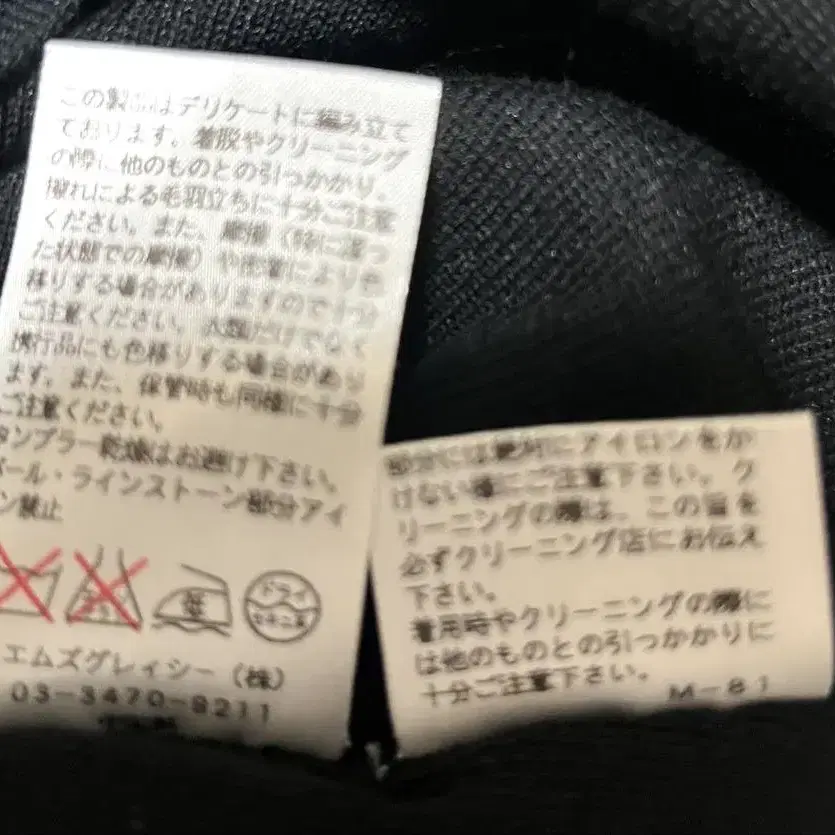 この製品はデリケートに編み立て
ております。着脱やクリーニング
の際に他のものとの引っかかり、
擦れによる毛羽立ちに十分ご注意
ください。また、摩擦（特に湿っ
た状態での摩擦）や密着により色
移りする場合がありますので十分
ご注意ください。衣類だけでなく
携行品にも色移りする場合があり
ます。また、保管時も同様に十分
ご注意ください。
タンブラー乾燥はお避け下さい。
パール・ラインストーン部分アイ
ロン禁止
ドライ
セキユ系
エムズグレイシー（株）
03-3470-8211
部分には絶対にアイロンをか
けない様にご注意下さい。ク
リーニングの際は、この旨を
必ずクリーニング店にお伝え
下さい。
着用時やクリーニングの際に
は他のものとの引っかかりに
十分ご注意下さい。
M-81